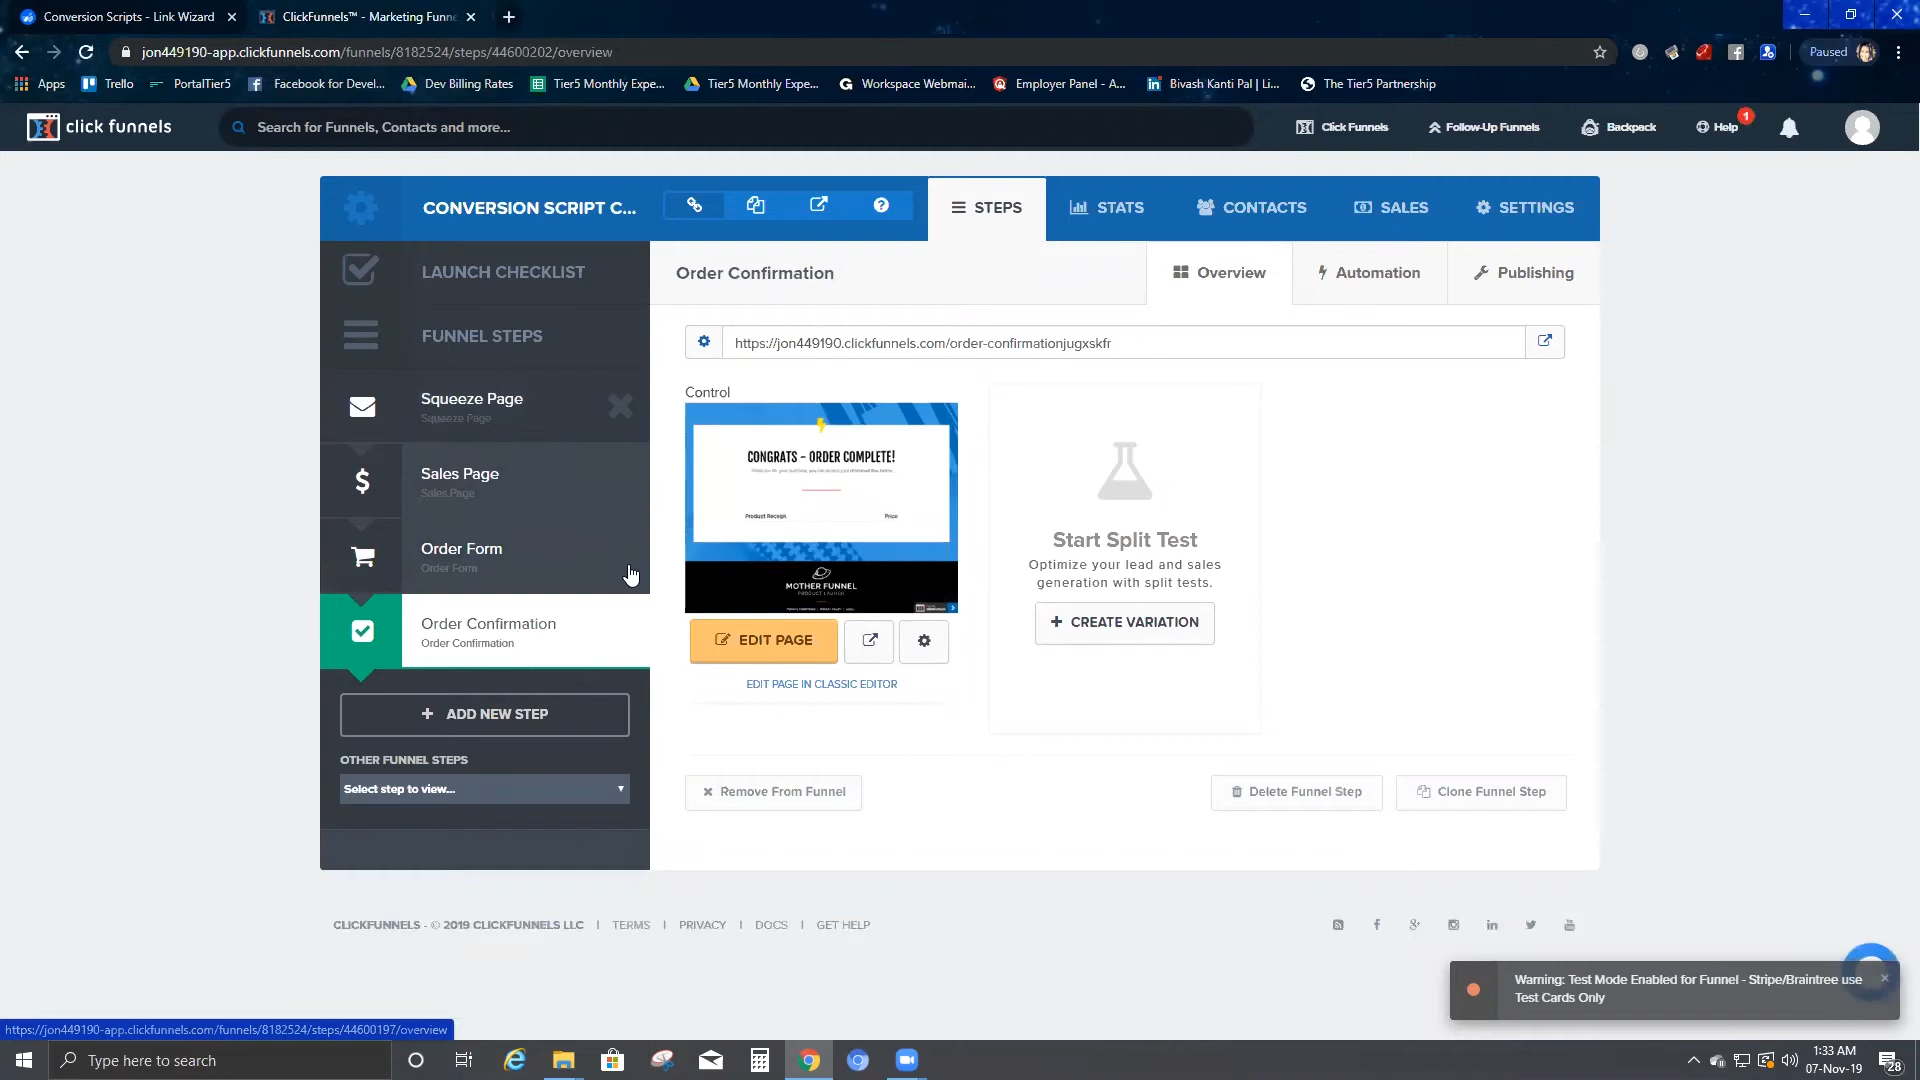 Conversion Scripts - Link Wizard
ClickFunnels™ - Marketing Funn
jon449190-app.clickfunnels.com/funnels/8182524/steps/44600202/overview
Paused
Apps
Trello
PortalTier5
Facebook for Devel...
Dev Billing Rates
Tier5 Monthly Expe...
Tier5 Monthly Expe...
Workspace Webmai...
Employer Panel - A...
Bivash Kanti Pal | Li...
The Tier5 Partnership
click funnels
Search for Funnels, Contacts and more...
Click Funnels
Follow-Up Funnels
Backpack
Help
1
CONVERSION SCRIPT C...
STEPS
STATS
CONTACTS
SALES
SETTINGS
LAUNCH CHECKLIST
FUNNEL STEPS
Squeeze Page
Squeeze Page
Sales Page
Sales Page
Order Form
Order Form
Order Confirmation
Order Confirmation
ADD NEW STEP
OTHER FUNNEL STEPS
Select step to view...
Order Confirmation
Overview
Automation
Publishing
https://jon449190.clickfunnels.com/order-confirmationjugxskfr
Control
CONGRATS - ORDER COMPLETE!
Product Receipt
Price
MOTHER FUNNEL
PRODUCT LAUNCH
EDIT PAGE
EDIT PAGE IN CLASSIC EDITOR
Start Split Test
Optimize your lead and sales
generation with split tests.
CREATE VARIATION
Remove From Funnel
Delete Funnel Step
Clone Funnel Step
CLICKFUNNELS - © 2019 CLICKFUNNELS LLC | TERMS | PRIVACY | DOCS | GET HELP
Warning: Test Mode Enabled for Funnel - Stripe/Braintree use
Test Cards Only
https://jon449190-app.clickfunnels.com/funnels/8182524/steps/44600197/overview
Type here to search
1:33 AM
07-Nov-19
28